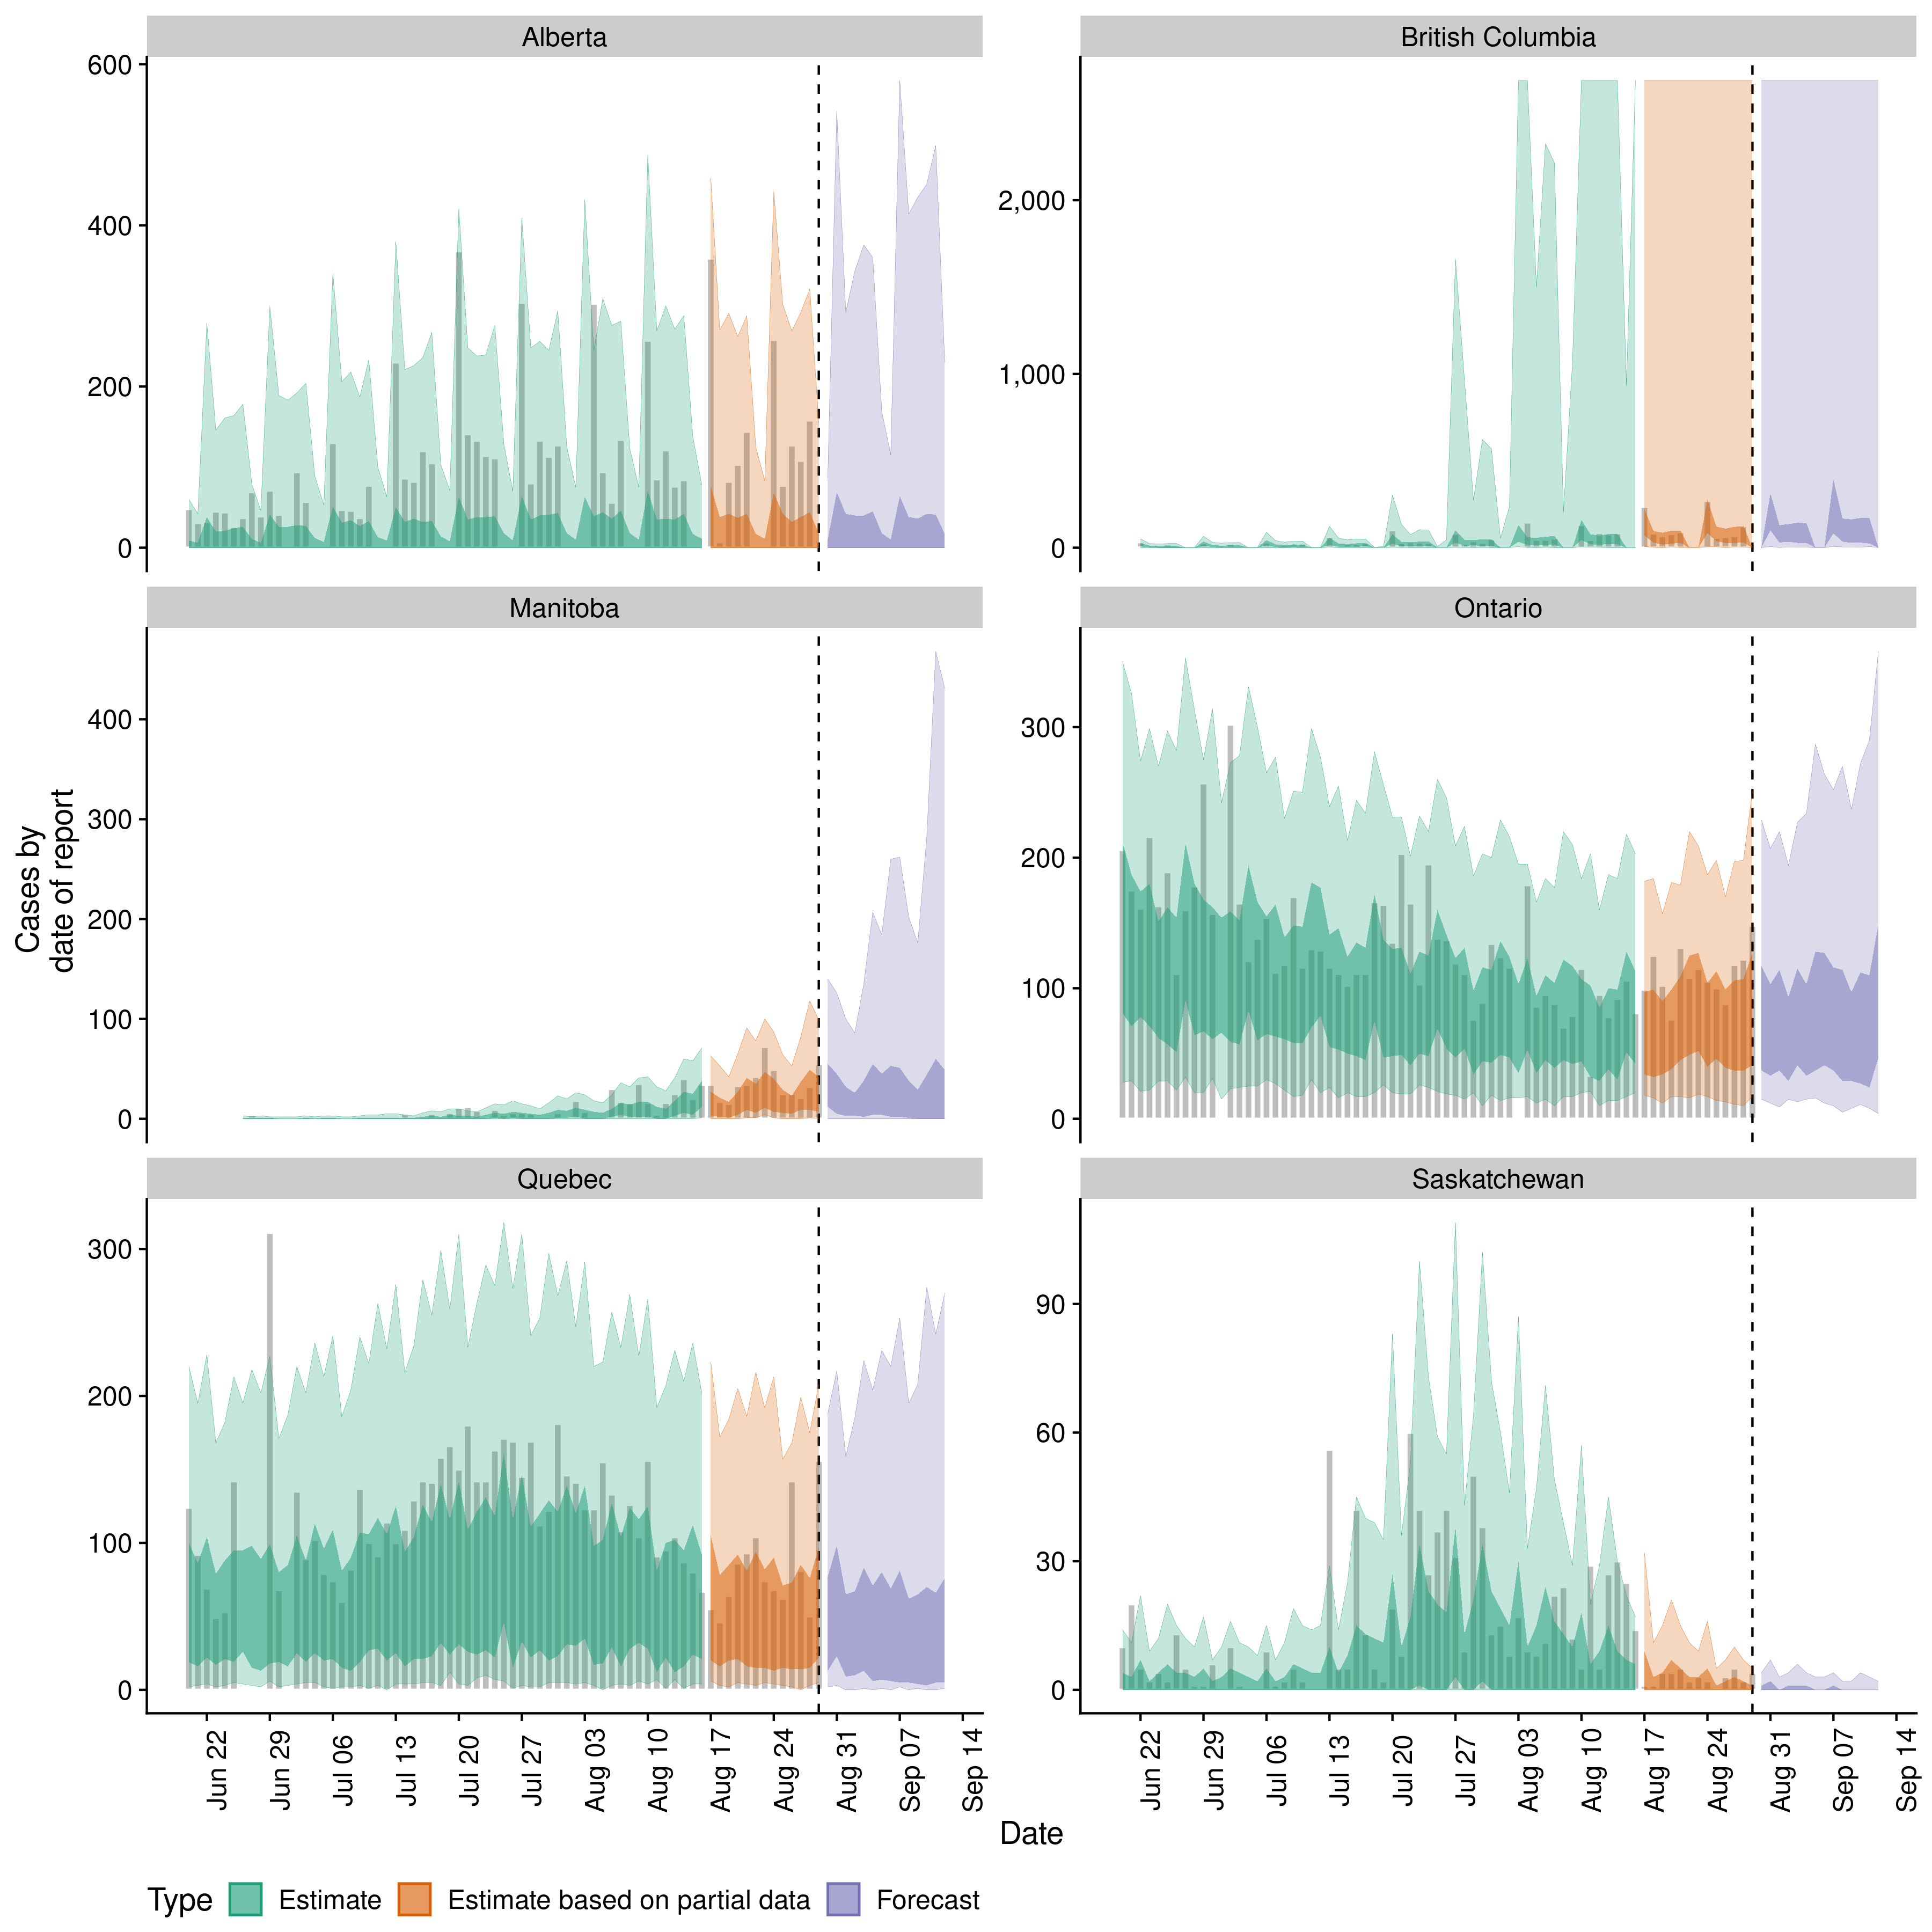 Alberta
British Columbia
600
400
200
0
2,000
1,000
0
Manitoba
Ontario
400
300
200
100
0
300
200
100
0
Cases by
date of report
Quebec
Saskatchewan
300
200
100
0
90
60
30
0
Jun 22
Jun 29
Jul 06
Jul 13
Jul 20
Jul 27
Aug 03
Aug 10
Aug 17
Aug 24
Aug 31
Sep 07
Sep 14
Jun 22
Jun 29
Jul 06
Jul 13
Jul 20
Jul 27
Aug 03
Aug 10
Aug 17
Aug 24
Aug 31
Sep 07
Sep 14
Date
Type Estimate Estimate based on partial data Forecast